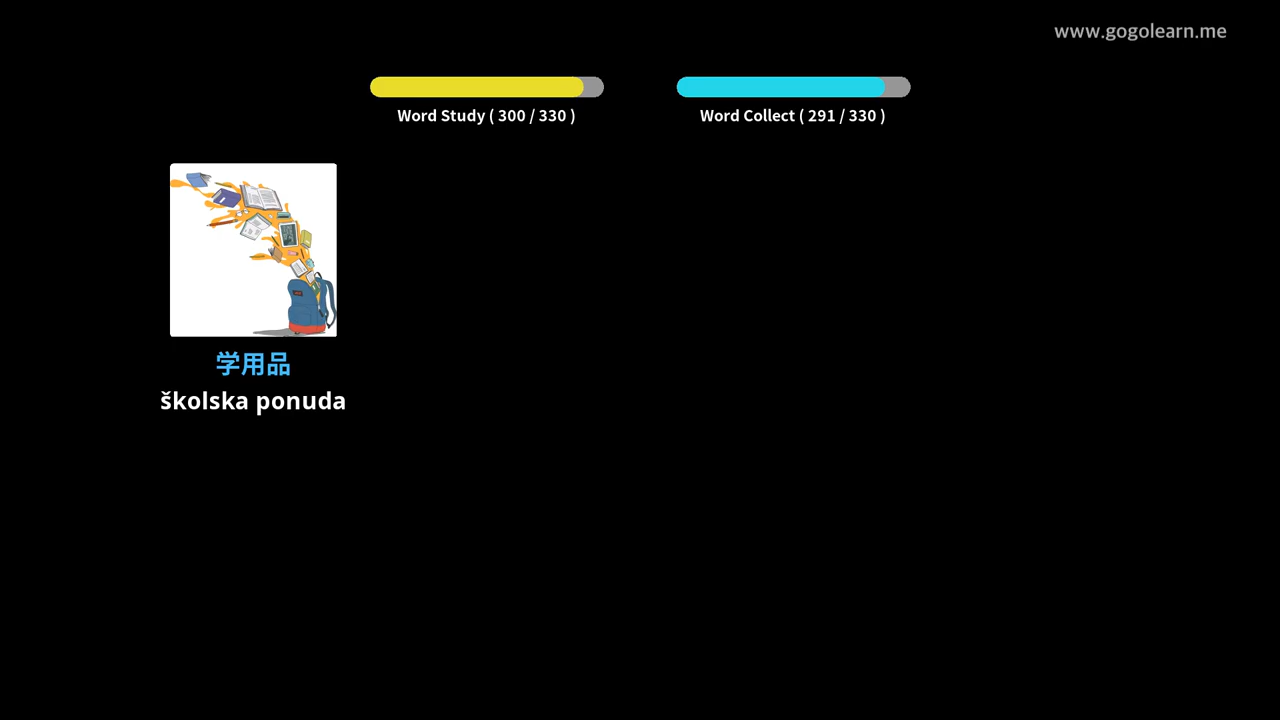 www.gogolearn.me
Word Study ( 300 / 330 )
Word Collect ( 291 / 330 )
学用品
školska ponuda